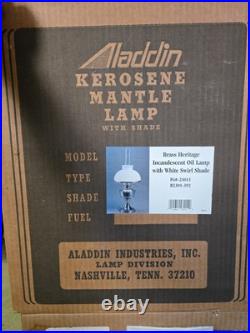 Aladdin
KEROSENE
MANTLE
LAMP
WITH SHADE
MODEL
TYPE
SHADE
FUEL
Brass Heritage
Incandescent Oil Lamp
with White Swirl Shade
ALADDIN INDUSTRIES, INC.
LAMP DIVISION
NASHVILLE, TENN. 37210